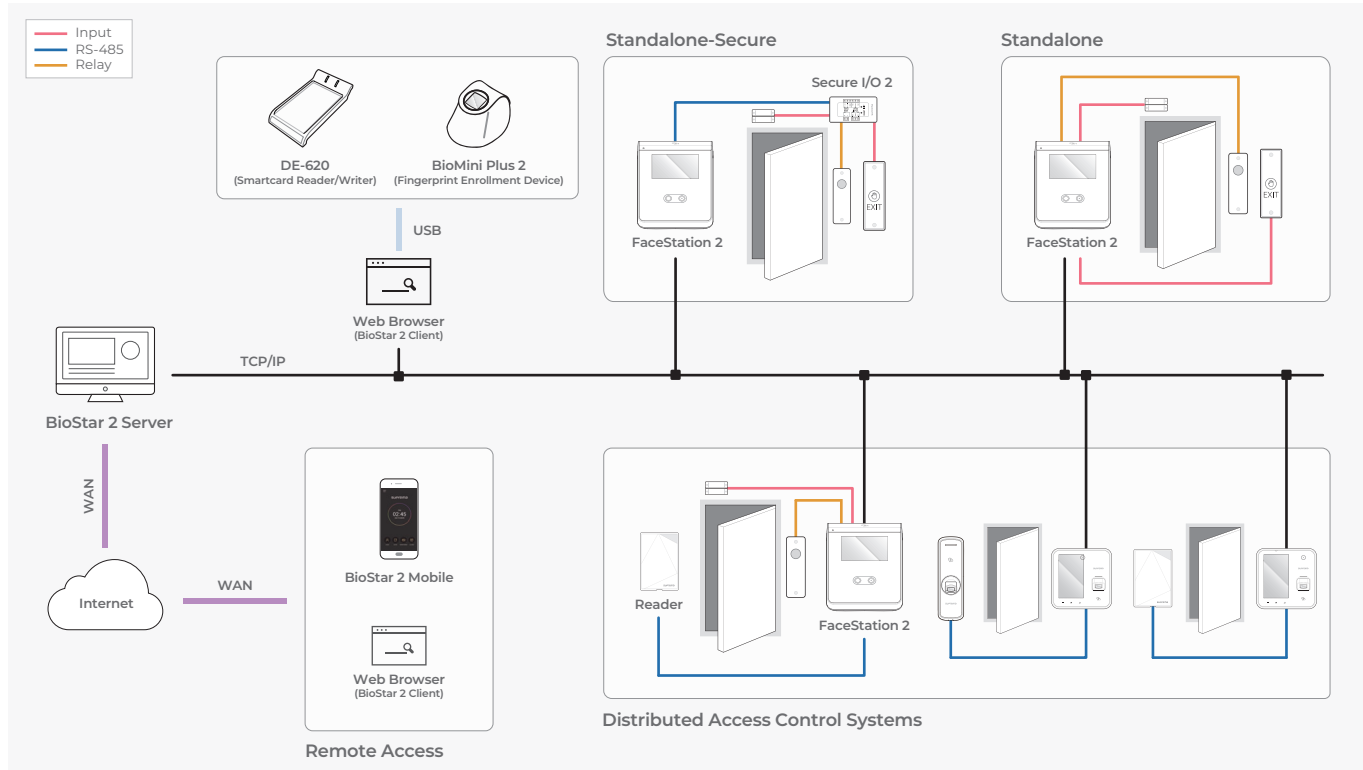 Input
RS-485
Relay
DE-620
(Smartcard Reader/Writer)
BioMini Plus 2
(Fingerprint Enrollment Device)
USB
Web Browser
(BioStar 2 Client)
Standalone-Secure
Secure I/O 2
EXIT
FaceStation 2
Standalone
EXIT
FaceStation 2
TCP/IP
BioStar 2 Server
WAN
Internet
WAN
02:45
BioStar 2 Mobile
Web Browser
(BioStar 2 Client)
Remote Access
Reader
FaceStation 2
Distributed Access Control Systems